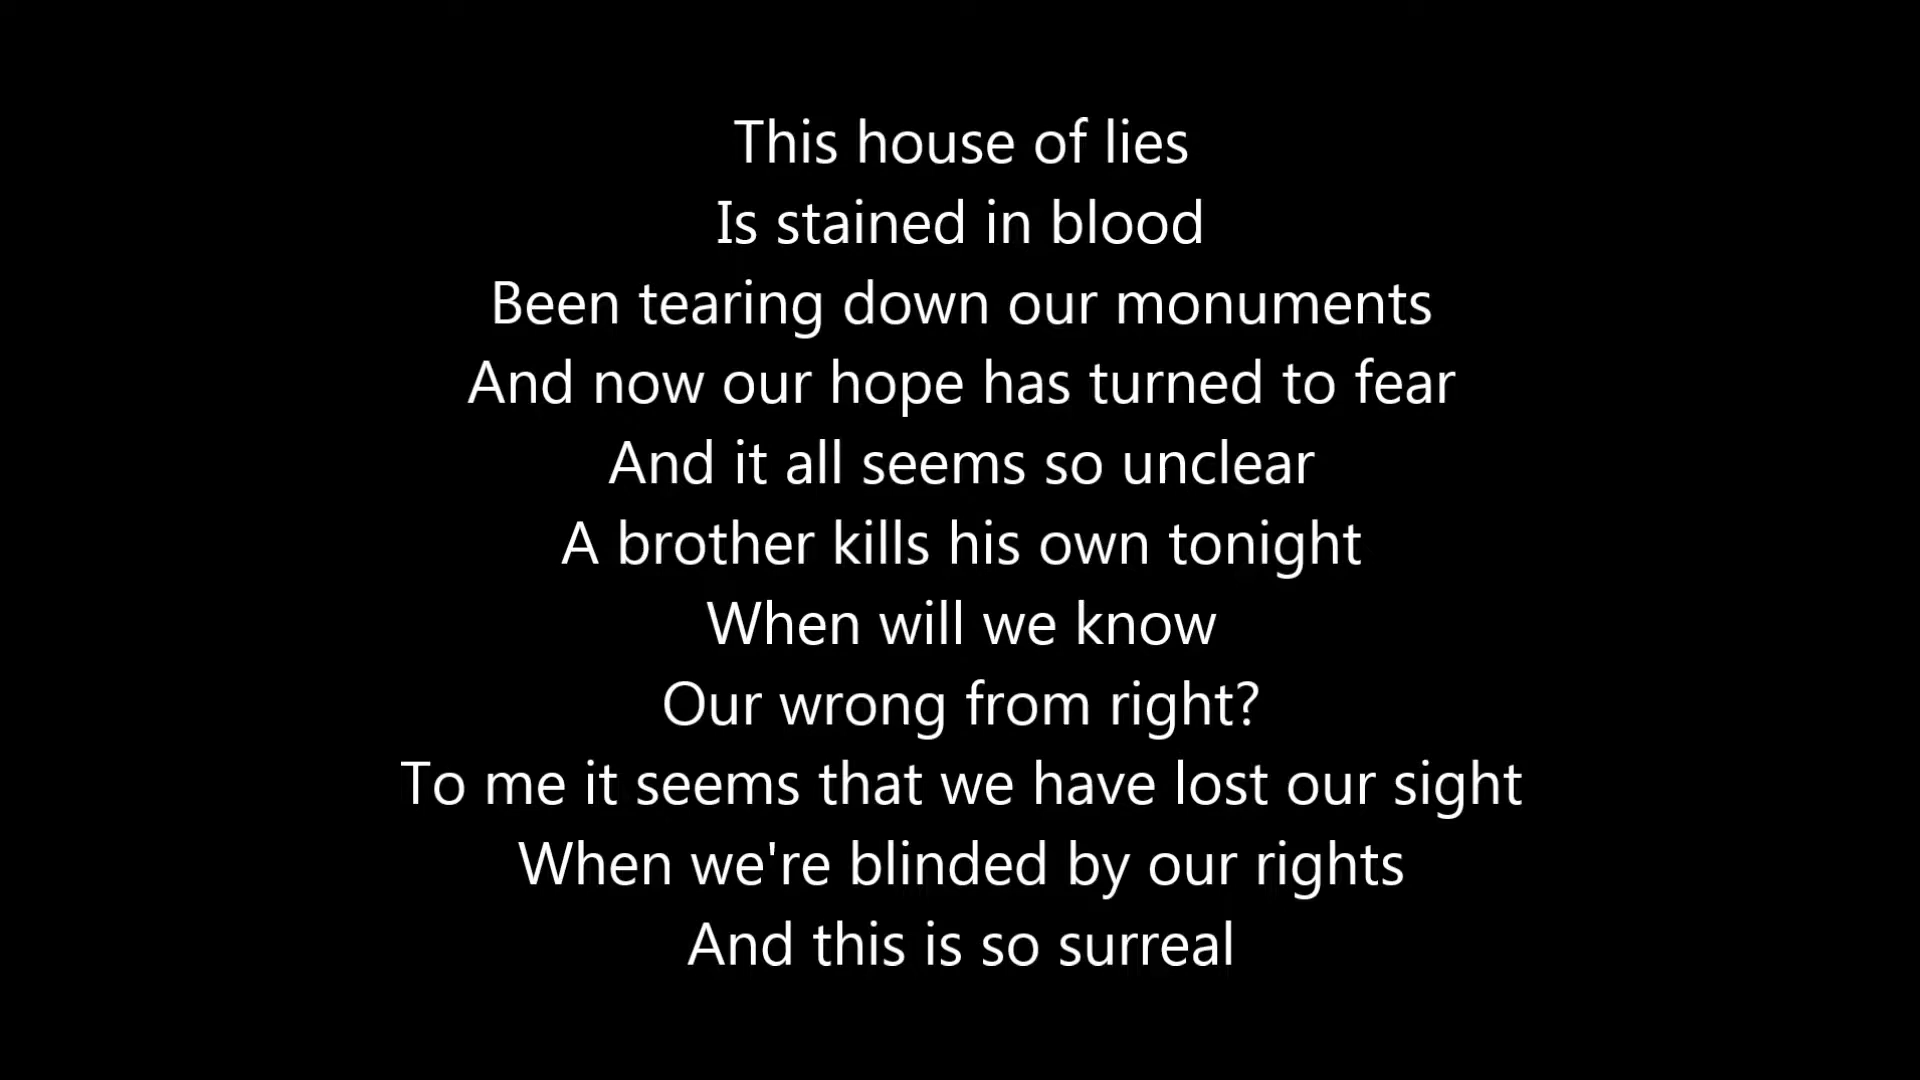 This house of lies
Is stained in blood
Been tearing down our monuments
And now our hope has turned to fear
And it all seems so unclear
A brother kills his own tonight
When will we know
Our wrong from right?
To me it seems that we have lost our sight
When we're blinded by our rights
And this is so surreal